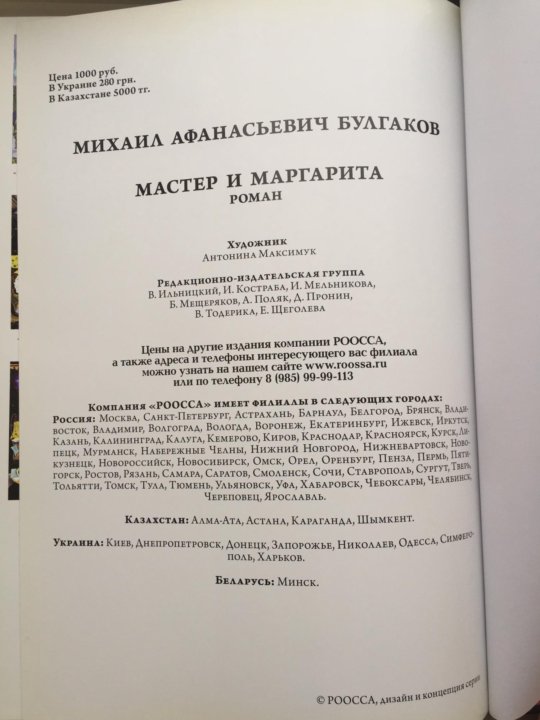 Цена 1000 руб.
В Украине 280 грн.
В Казахстане 5000 тг.
МИХАИЛ АФАНАСЬЕВИЧ БУЛГАКОВ
МАСТЕР И МАРГАРИТА
РОМАН
Художник
Антонина Максимук
Редакционно-издательская группа
В. Ильницкий, И. Кострába, И. Мельникова,
Б. Мещеряков, А. Поляк, Д. Пронин,
В. Тодерика, Е. Щеголева
Цены на другие издания компании РООССА,
а также адреса и телефоны интересующего вас филиала
можно узнать на нашем сайте www.roossa.ru
или по телефону 8 (985) 99-99-113
Компания «РООССА» имеет филиалы в следующих городах:
Россия: Москва, Санкт-Петербург, Астрахань, Барнаул, Белгород, Брянск, Влади-
восток, Владимир, Волгоград, Вологда, Воронеж, Екатеринбург, Ижевск, Иркутск,
Казань, Калининград, Калуга, Кемерово, Киров, Краснодар, Красноярск, Курск, Ли-
пецк, Мурманск, Набережные Челны, Нижний Новгород, Нижневартовск, Ново-
кузнецк, Новороссийск, Новосибирск, Омск, Орел, Оренбург, Пенза, Пермь, Пяти-
горск, Ростов, Рязань, Самара, Саратов, Смоленск, Сочи, Ставрополь, Сургут, Тверь,
Тольятти, Томск, Тула, Тюмень, Ульяновск, Уфа, Хабаровск, Чебоксары, Челябинск,
Череповец, Ярославль.
Казахстан: Алма-Ата, Астана, Караганда, Шымкент.
Украина: Киев, Днепропетровск, Донецк, Запорожье, Николаев, Одесса, Симферо-
поль, Харьков.
Беларусь: Минск.
© РООССА, дизайн и концепция серии